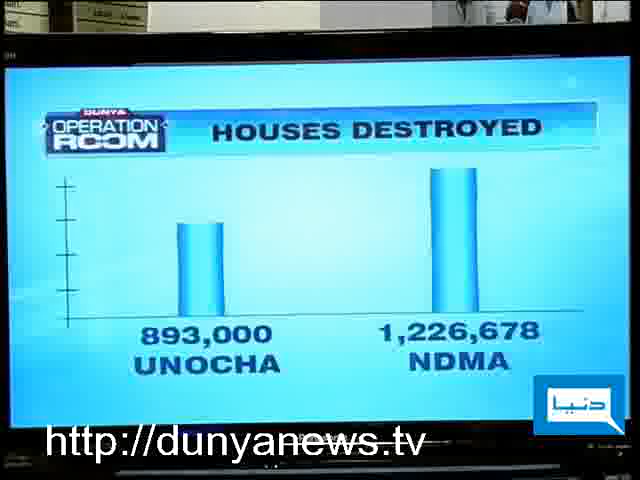 DUNYA
OPERATION
ROOM
HOUSES DESTROYED
893,000
UNOCHA
1,226,678
NDMA
دنیا
http://dunyanews.tv